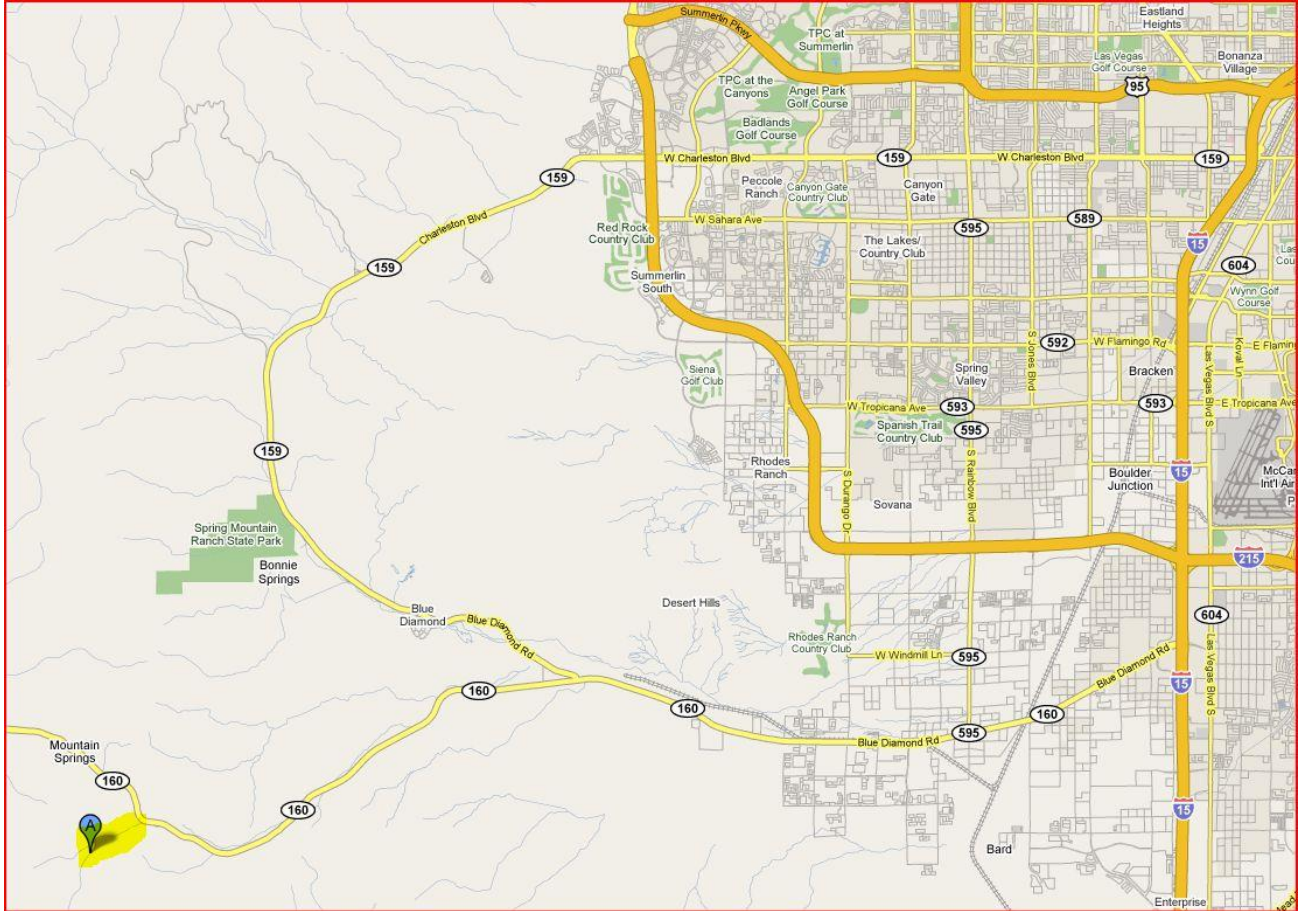 Summerlin Pkwy
TPC at
Summerlin
Eastland
Heights
Las Vegas
Golf Course
Bonanza
Village
95
TPC at the
Canyons
Angel Park
Golf Course
Badlands
Golf Course
W Charleston Blvd
159
W Charleston Blvd
159
159
Peccole
Ranch
Canyon Gate
Country Club
Canyon
Gate
Charleston Blvd
159
Red Rock
Country Club
W Sahara Ave
595
589
The Lakes/
Country Club
15
604
Summerlin
South
Wynn Golf
Course
S Jones Blvd
592
W Flamingo Rd
Las Vegas Blvd S
Koval Ln
Siena
Golf Club
Spring
Valley
Bracken
W Tropicana Ave
593
593
E Tropicana Ave
Spanish Trail
Country Club
595
159
Rhodes
Ranch
S Durango Dr
S Rainbow Blvd
Boulder
Junction
15
Sovana
Spring Mountain
Ranch State Park
Bonnie
Springs
215
Blue
Diamond
Blue Diamond Rd
Desert Hills
604
Rhodes Ranch
Country Club
W Windmill Ln
595
Las Vegas Blvd S
Blue Diamond Rd
160
160
15
160
Blue Diamond Rd
595
Mountain
Springs
160
160
A
15
Bard
Enterprise